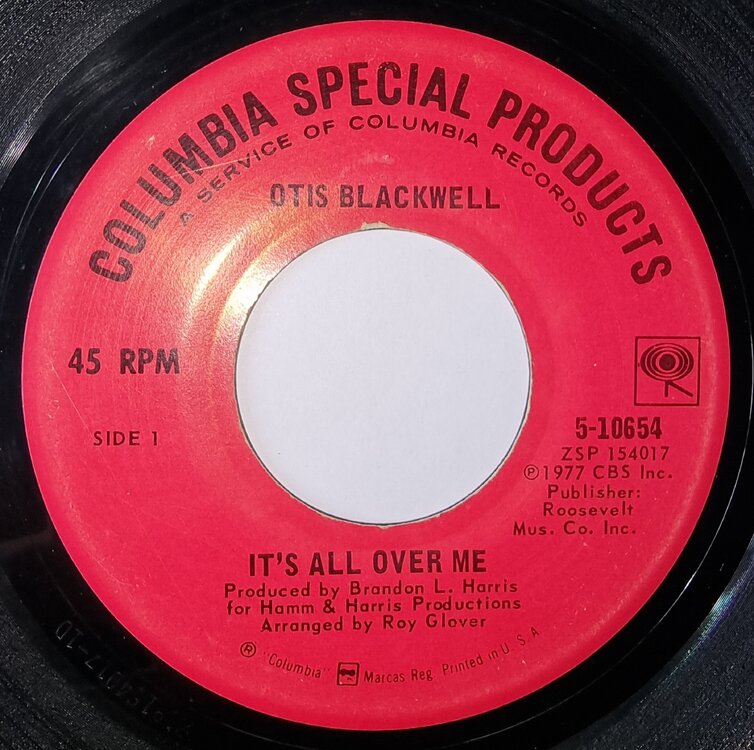 COLUMBIA SPECIAL PRODUCTS
A SERVICE OF COLUMBIA RECORDS
OTIS BLACKWELL
45 RPM
SIDE 1
5-10654
ZSP 154017
℗1977 CBS Inc.
Publisher:
Roosevelt
Mus. Co. Inc.
IT'S ALL OVER ME
Produced by Brandon L. Harris
for Hamm & Harris Productions
Arranged by Roy Glover
® "Columbia" Marcas Reg. Printed in U. S. A